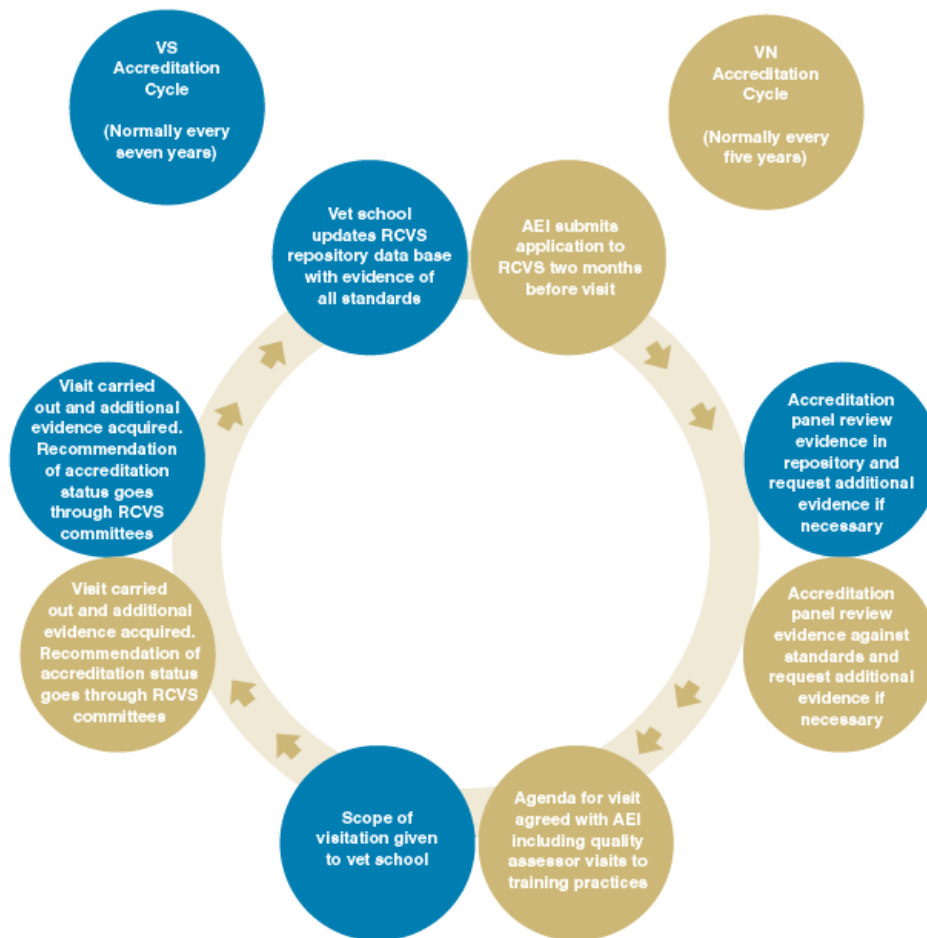 VS
Accreditation
Cycle
(Normally every
seven years)
VN
Accreditation
Cycle
(Normally every
five years)
Vet school
updates RCVS
repository data base
with evidence of
all standards
AEI submits
application to
RCVS two months
before visit
Accreditation
panel review
evidence in
repository and
request additional
evidence if
necessary
Accreditation
panel review
evidence against
standards and
request additional
evidence if
necessary
Agenda for visit
agreed with AEI
including quality
assessor visits to
training practices
Scope of
visitation given
to vet school
Visit carried
out and additional
evidence acquired.
Recommendation of
accreditation status
goes through RCVS
committees
Visit carried
out and additional
evidence acquired.
Recommendation
of accreditation
status goes
through RCVS
committees